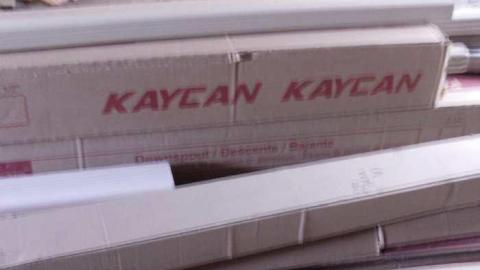 KAYCAN KAYCAN
Downspout / Descente / Bajante